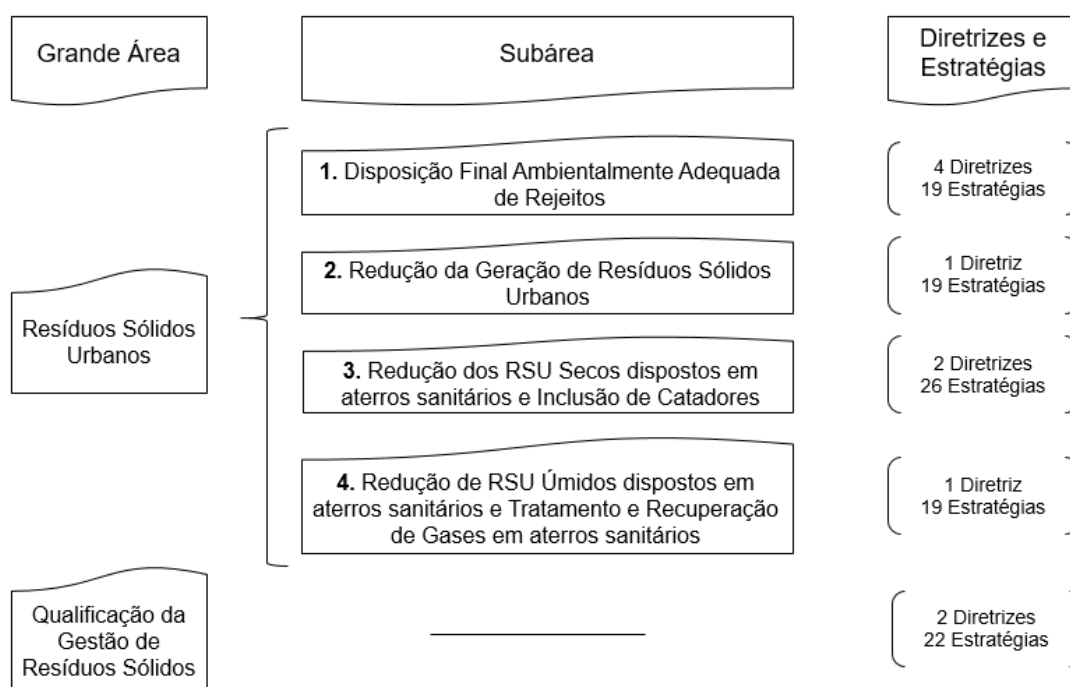 Grande Área
Subárea
Diretrizes e
Estratégias
1. Disposição Final Ambientalmente Adequada
de Rejeitos
4 Diretrizes
19 Estratégias
2. Redução da Geração de Resíduos Sólidos
Urbanos
1 Diretriz
19 Estratégias
Resíduos Sólidos
Urbanos
3. Redução dos RSU Secos dispostos em
aterros sanitários e Inclusão de Catadores
2 Diretrizes
26 Estratégias
4. Redução de RSU Úmidos dispostos em
aterros sanitários e Tratamento e Recuperação
de Gases em aterros sanitários
1 Diretriz
19 Estratégias
Qualificação da
Gestão de
Resíduos Sólidos
2 Diretrizes
22 Estratégias